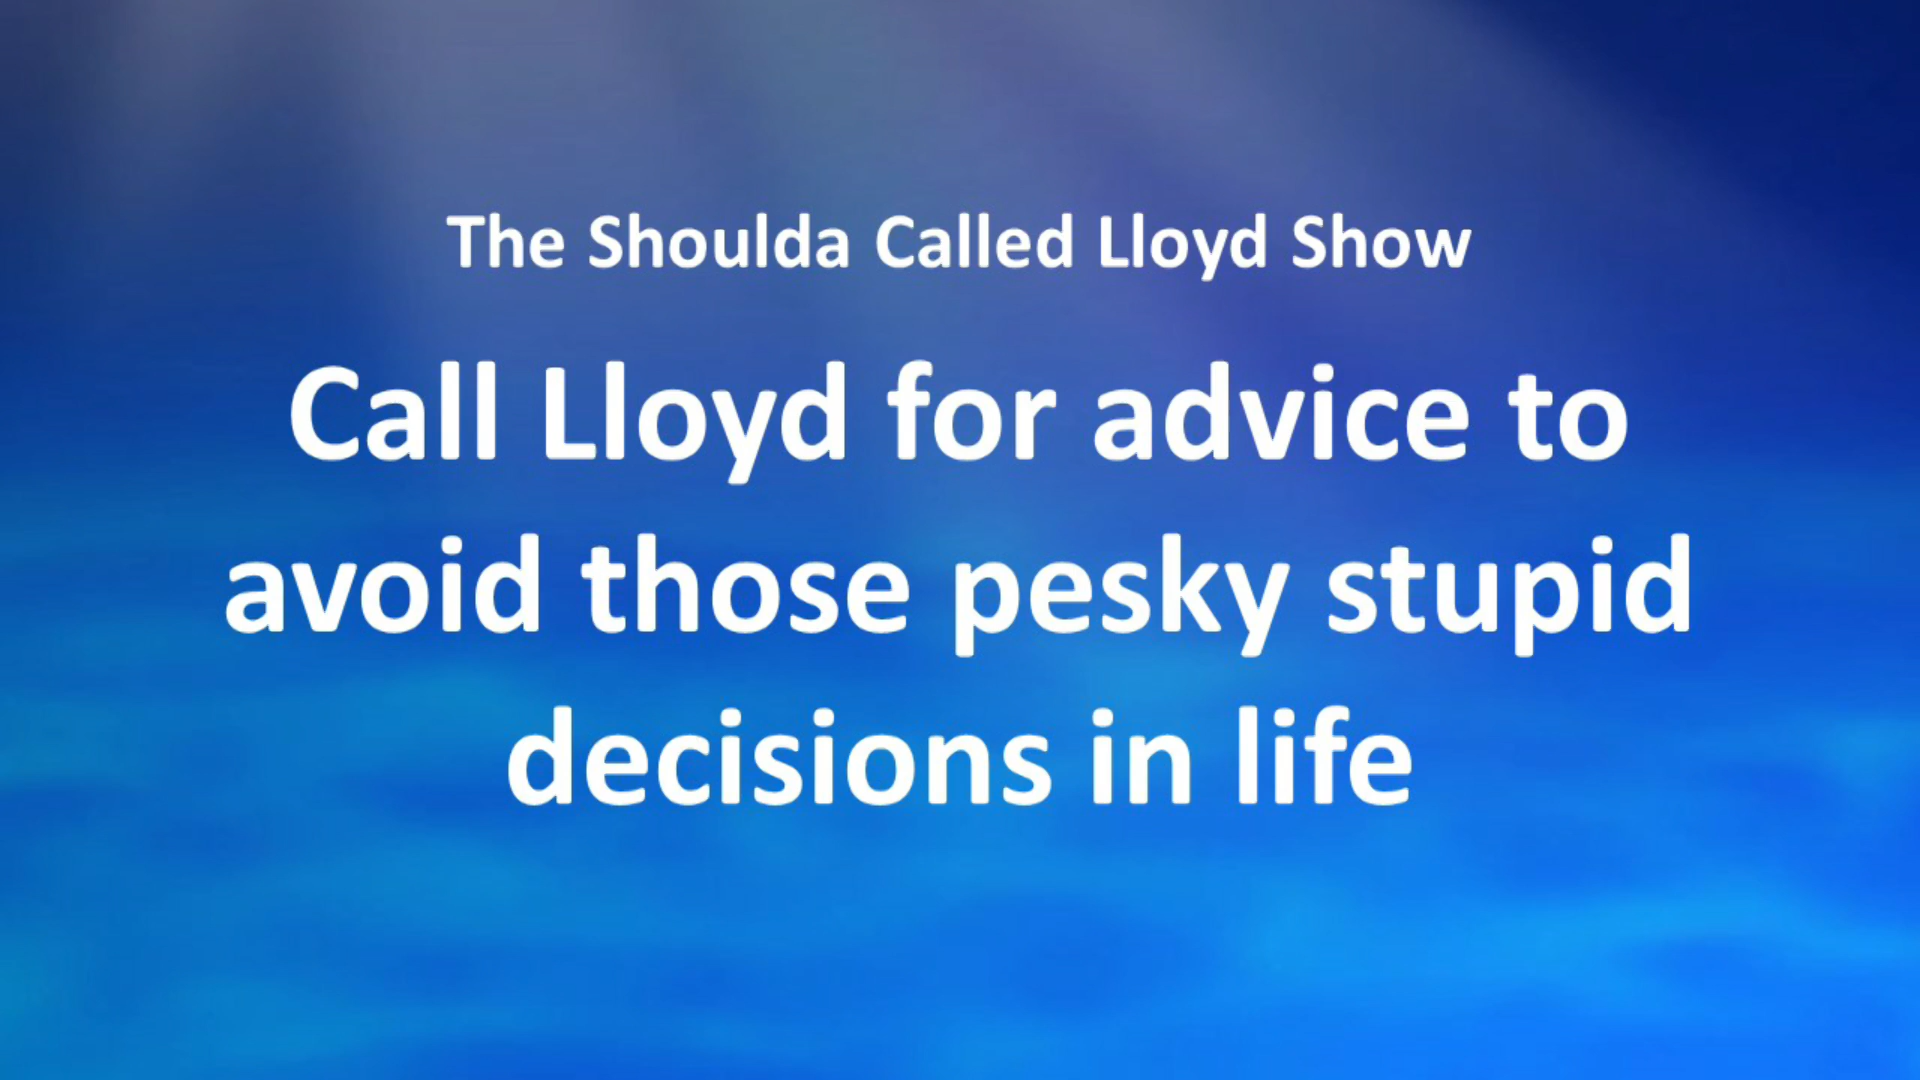 The Shoulda Called Lloyd Show
Call Lloyd for advice to
avoid those pesky stupid
decisions in life